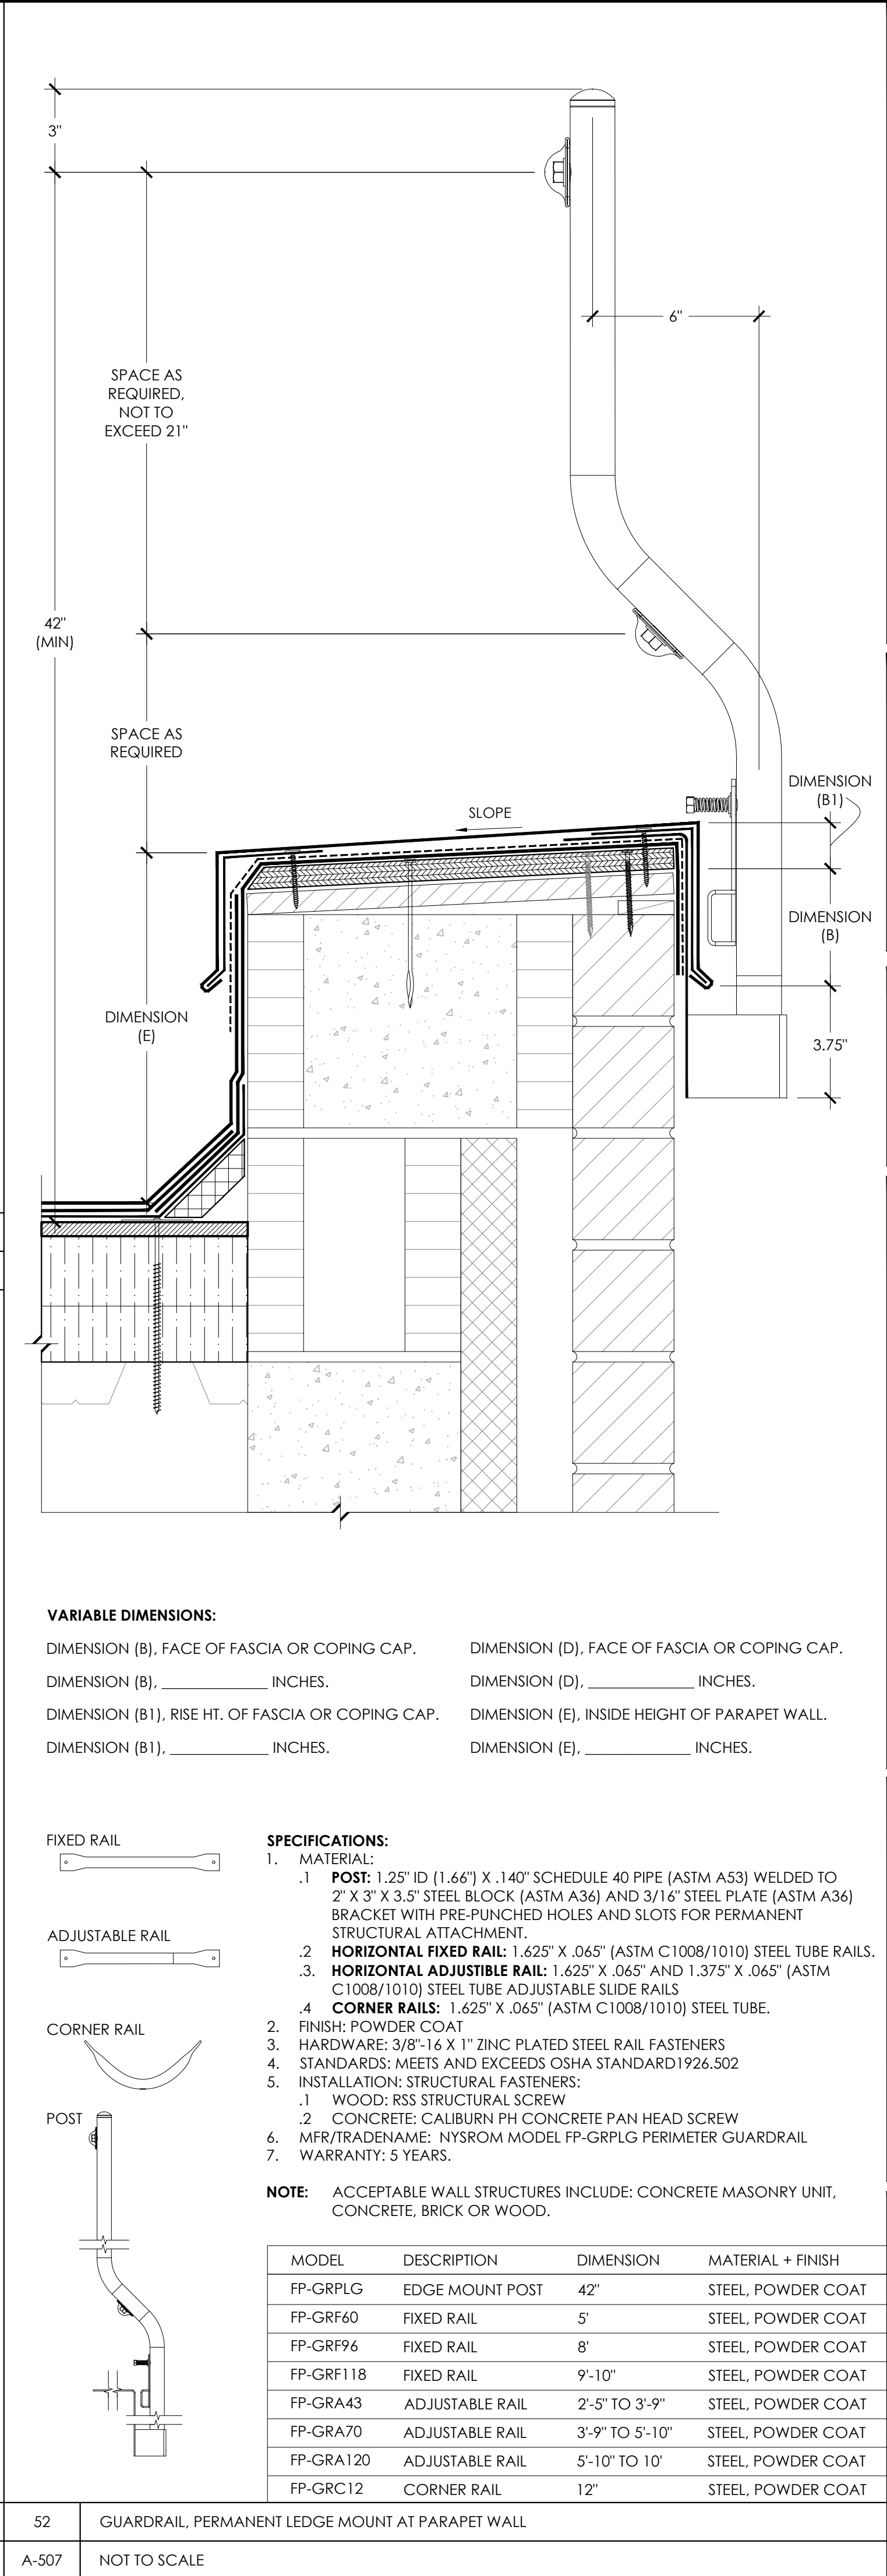 3"
6"
SPACE AS
REQUIRED,
NOT TO
EXCEED 21"
42"
(MIN)
SPACE AS
REQUIRED
DIMENSION
(B1)
SLOPE
DIMENSION
(B)
DIMENSION
(E)
3.75"
VARIABLE DIMENSIONS:
DIMENSION (B), FACE OF FASCIA OR COPING CAP.
DIMENSION (B), ____________ INCHES.
DIMENSION (B1), RISE HT. OF FASCIA OR COPING CAP.
DIMENSION (B1), ____________ INCHES.
DIMENSION (D), FACE OF FASCIA OR COPING CAP.
DIMENSION (D), _____________ INCHES.
DIMENSION (E), INSIDE HEIGHT OF PARAPET WALL.
DIMENSION (E), _____________ INCHES.
FIXED RAIL
ADJUSTABLE RAIL
CORNER RAIL
POST
SPECIFICATIONS:
1. MATERIAL:
.1 POST: 1.25" ID (1.66") X .140" SCHEDULE 40 PIPE (ASTM A53) WELDED TO
2" X 3" X 3.5" STEEL BLOCK (ASTM A36) AND 3/16" STEEL PLATE (ASTM A36)
BRACKET WITH PRE-PUNCHED HOLES AND SLOTS FOR PERMANENT
STRUCTURAL ATTACHMENT.
.2 HORIZONTAL FIXED RAIL: 1.625" X .065" (ASTM C1008/1010) STEEL TUBE RAILS.
.3. HORIZONTAL ADJUSTIBLE RAIL: 1.625" X .065" AND 1.375" X .065" (ASTM
C1008/1010) STEEL TUBE ADJUSTABLE SLIDE RAILS
.4 CORNER RAILS: 1.625" X .065" (ASTM C1008/1010) STEEL TUBE.
2. FINISH: POWDER COAT
3. HARDWARE: 3/8"-16 X 1" ZINC PLATED STEEL RAIL FASTENERS
4. STANDARDS: MEETS AND EXCEEDS OSHA STANDARD1926.502
5. INSTALLATION: STRUCTURAL FASTENERS:
.1 WOOD: RSS STRUCTURAL SCREW
.2 CONCRETE: CALIBURN PH CONCRETE PAN HEAD SCREW
6. MFR/TRADENAME: NYSROM MODEL FP-GRPLG PERIMETER GUARDRAIL
7. WARRANTY: 5 YEARS.
NOTE: ACCEPTABLE WALL STRUCTURES INCLUDE: CONCRETE MASONRY UNIT,
CONCRETE, BRICK OR WOOD.
MODEL DESCRIPTION DIMENSION MATERIAL + FINISH
FP-GRPLG EDGE MOUNT POST 42" STEEL, POWDER COAT
FP-GRF60 FIXED RAIL 5' STEEL, POWDER COAT
FP-GRF96 FIXED RAIL 8' STEEL, POWDER COAT
FP-GRF118 FIXED RAIL 9'-10" STEEL, POWDER COAT
FP-GRA43 ADJUSTABLE RAIL 2'-5" TO 3'-9" STEEL, POWDER COAT
FP-GRA70 ADJUSTABLE RAIL 3'-9" TO 5'-10" STEEL, POWDER COAT
FP-GRA120 ADJUSTABLE RAIL 5'-10" TO 10' STEEL, POWDER COAT
FP-GRC12 CORNER RAIL 12" STEEL, POWDER COAT
52 GUARDRAIL, PERMANENT LEDGE MOUNT AT PARAPET WALL
A-507 NOT TO SCALE